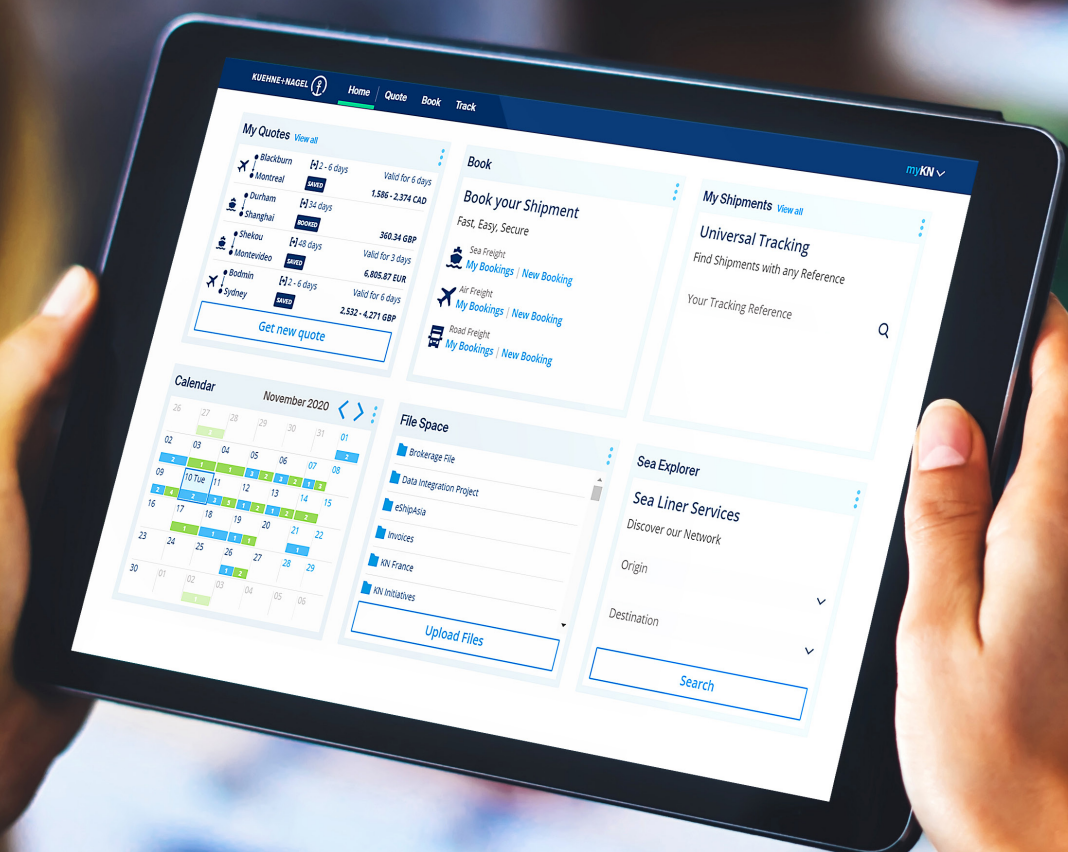 KUEHNE+NAGEL
Home
Quote
Book
Track
myKN
My Quotes View all
Blackburn
Montreal
2 - 6 days
SAVED
Valid for 6 days
1,586 - 2,374 CAD
Durham
Shanghai
34 days
BOOKED
360.34 GBP
Shekou
Montevideo
48 days
SAVED
Valid for 3 days
6,805.87 EUR
Bodmin
Sydney
2 - 6 days
SAVED
Valid for 6 days
2,532 - 4,271 GBP
Get new quote
Book
Book your Shipment
Fast, Easy, Secure
Sea Freight
My Bookings | New Booking
Air Freight
My Bookings | New Booking
Road Freight
My Bookings | New Booking
My Shipments View all
Universal Tracking
Find Shipments with any Reference
Your Tracking Reference
Calendar
November 2020
26 27 28 29 30 31 01
2 2
02 03 04 05 06 07 08
09 10 Tue 11 12 13 14 15
16 17 18 19 20 21 22
23 24 25 26 27 28 29
30 01 02 03 04 05 06
File Space
Brokerage File
Data Integration Project
eShipAsia
Invoices
KN France
KN Initiatives
Upload Files
Sea Explorer
Sea Liner Services
Discover our Network
Origin
Destination
Search